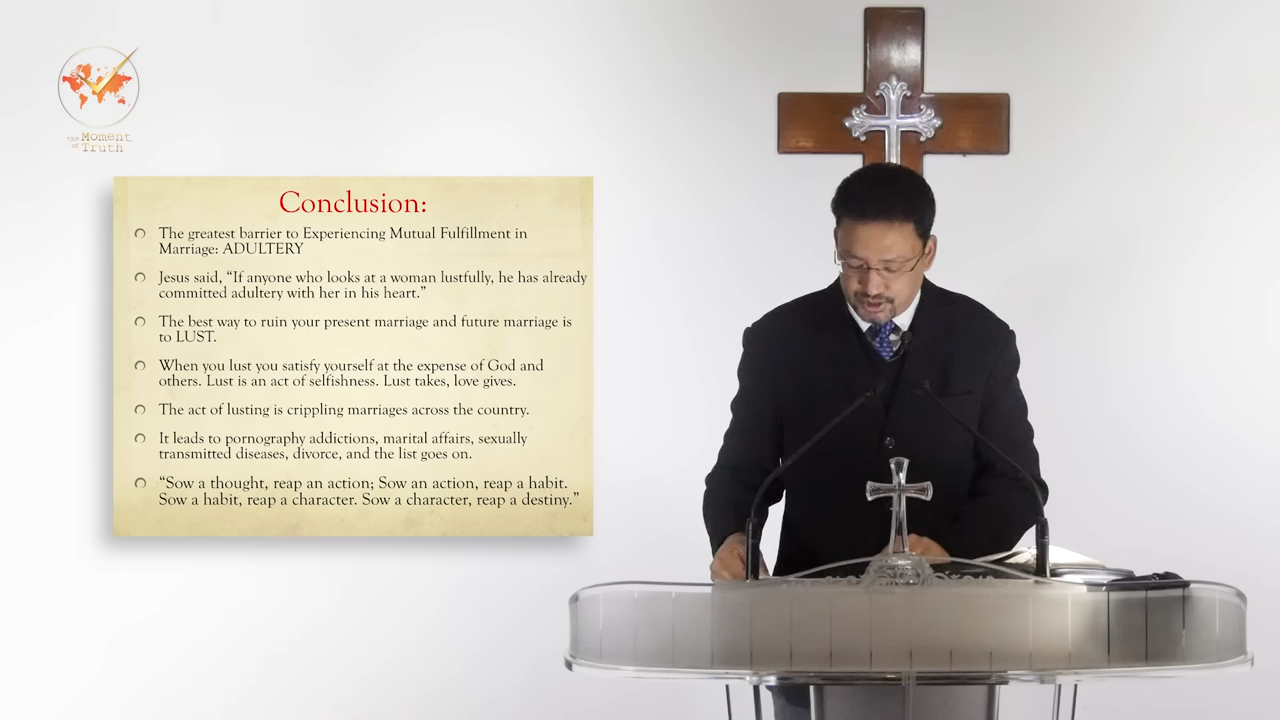 the Moment
of Truth
Conclusion:
The greatest barrier to Experiencing Mutual Fulfillment in
Marriage: ADULTERY
Jesus said, “If anyone who looks at a woman lustfully, he has already
committed adultery with her in his heart.”
The best way to ruin your present marriage and future marriage is
to LUST.
When you lust you satisfy yourself at the expense of God and
others. Lust is an act of selfishness. Lust takes, love gives.
The act of lusting is crippling marriages across the country.
It leads to pornography addictions, marital affairs, sexually
transmitted diseases, divorce, and the list goes on.
“Sow a thought, reap an action; Sow an action, reap a habit.
Sow a habit, reap a character. Sow a character, reap a destiny.”